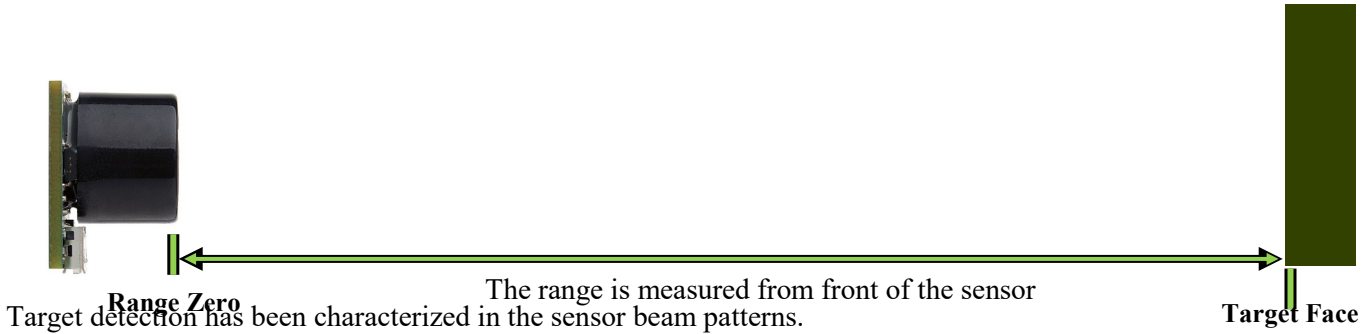 The range is measured from front of the sensor
Range Zero
Target Face
Target detection has been characterized in the sensor beam patterns.